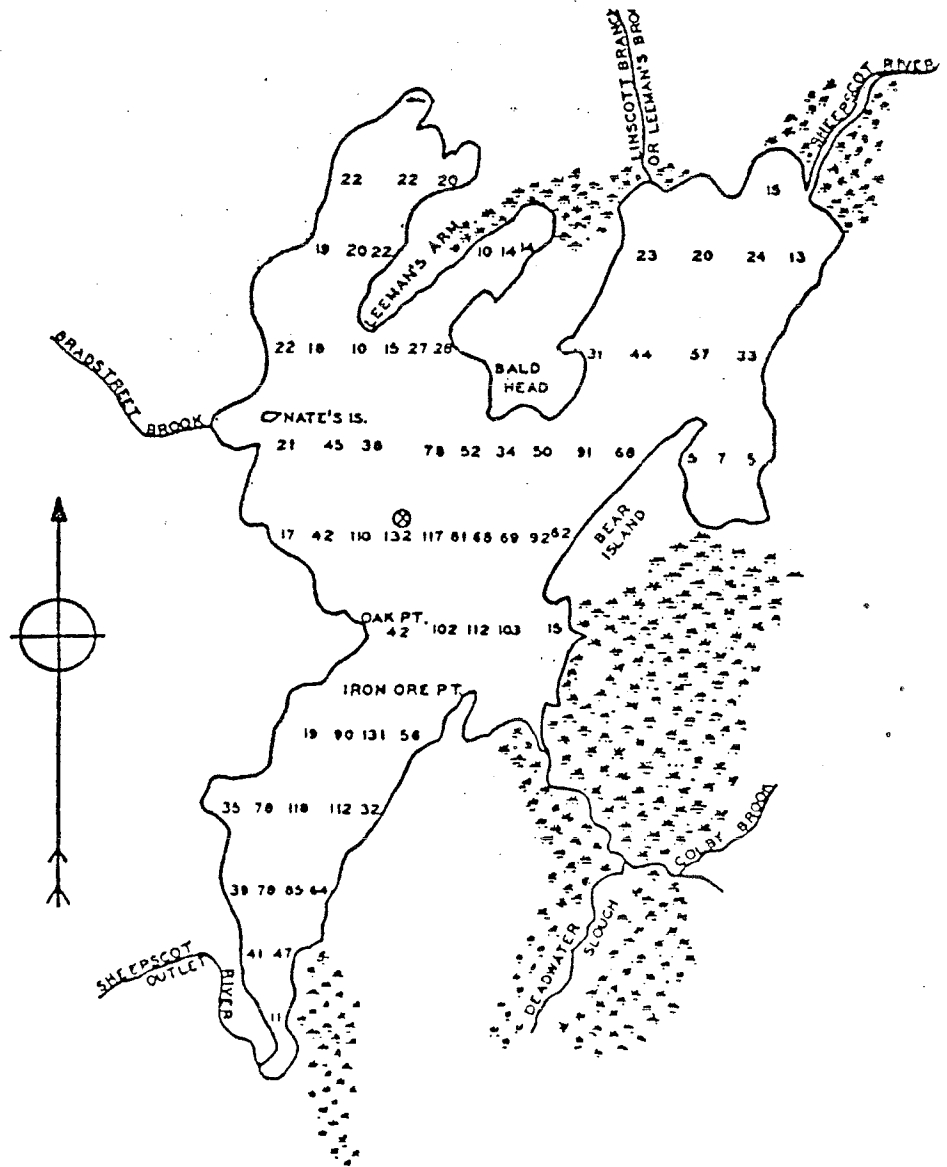 LINSCOTT BRANC
OR LEEMAN'S BRO
SHEEPSCOT RIVER
22 22 20
15
LEEMAN'S ARM
19 20 22
10 14 14
23 20 24 13
BRADSTREET BROOK
22 18 10 15 27 28
31 44 57 33
BALD
HEAD
NATE'S IS.
21 45 38 78 52 34 50 91 68
5 7 5
BEAR
ISLAND
17 42 110 132 117 81 68 69 92 62
OAK PT.
42 102 112 103 15
IRON ORE PT.
19 90 131 56
35 78 118 112 32
COLBY BROOK
39 78 85 64
DEADWATER
SLOUGH
41 47
SHEEPSCOT RIVER
OUTLET
11